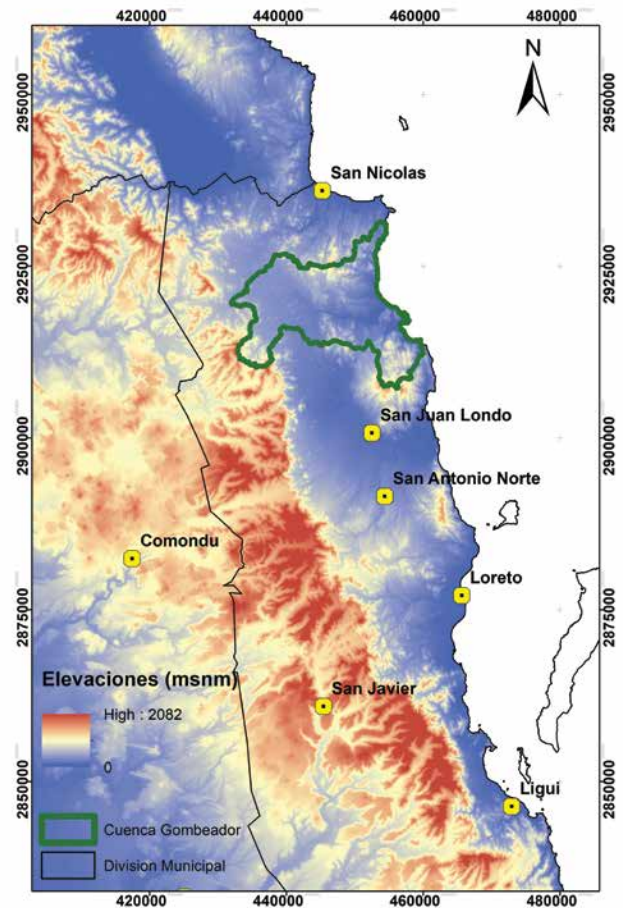 420000 440000 460000 480000
N
2950000 2950000
San Nicolas
2925000 2925000
San Juan Londo
2900000 2900000
San Antonio Norte
Comondu
Loreto
2875000 2875000
Elevaciones (msnm)
San Javier
High : 2082
0
2850000 2850000
Ligui
Cuenca Gombeador
Division Municipal
420000 440000 460000 480000